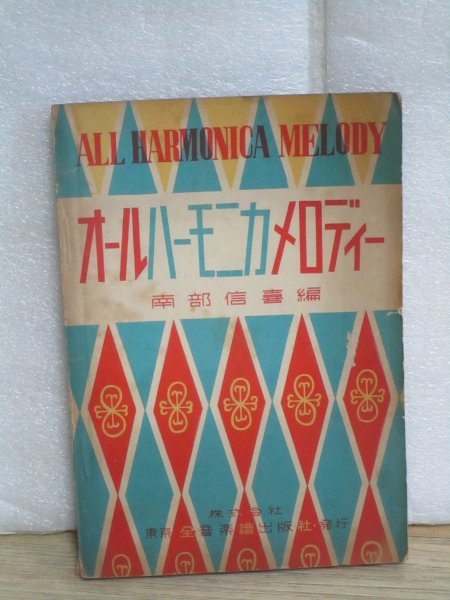 ALL HARMONICA MELODY
オールハーモニカメロディー
南部信喜編
株式会社
東京 全音楽譜出版社・発行